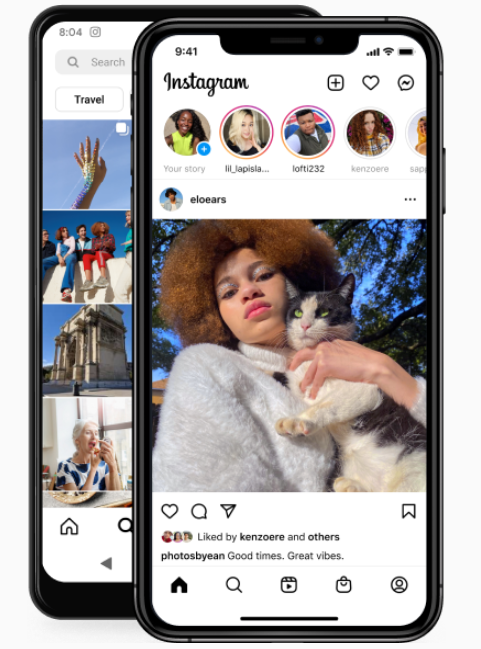 8:04
Search
Travel
9:41
Instagram
Your story
lil_lapisla...
lofti232
kenzoere
sapp
eloears
Liked by kenzoere and others
photosbyean Good times. Great vibes.